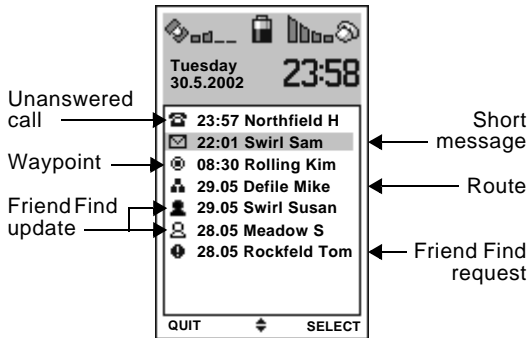 Tuesday
30.5.2002
23:58
Unanswered
call
23:57 Northfield H
22:01 Swirl Sam
Short
message
Waypoint
08:30 Rolling Kim
29.05 Defile Mike
Route
Friend Find
update
29.05 Swirl Susan
28.05 Meadow S
28.05 Rockfeld Tom
Friend Find
request
QUIT
SELECT